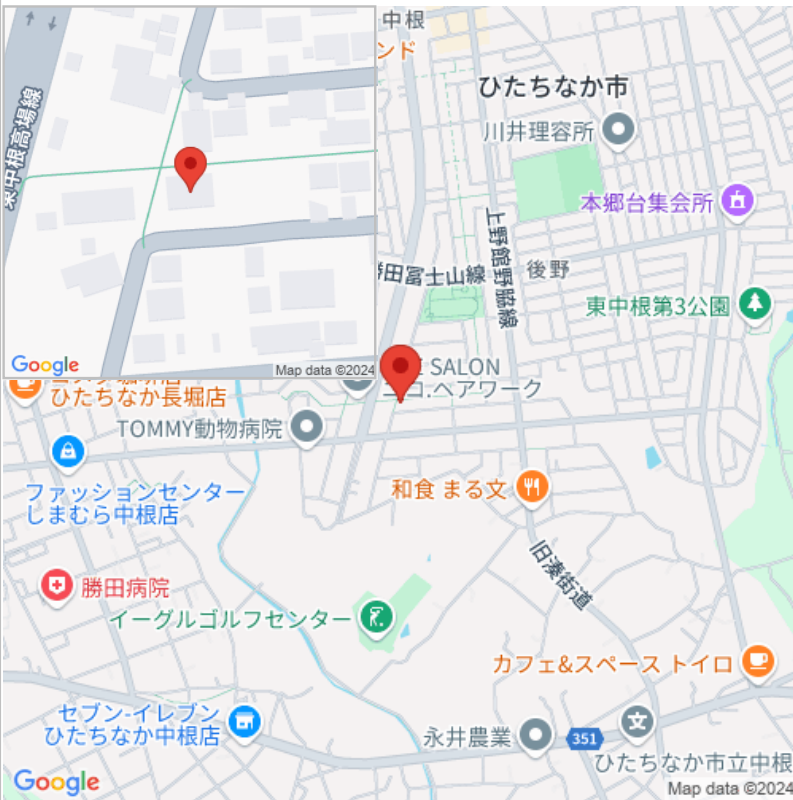 東中根高場線
Google
Map data ©2024
中根
ンド
ひたちなか市
川井理容所
本郷台集会所
上野館野脇線
後野
勝田冨士山線
東中根第3公園
SALON
ヘアワーク
ひたちなか長堀店
TOMMY動物病院
ファッションセンター
しまむら中根店
和食 まる文
旧湊街道
勝田病院
イーグルゴルフセンター
カフェ&スペース トイロ
セブン-イレブン
ひたちなか中根店
永井農業
351
ひたちなか市立中根
Google
Map data ©2024